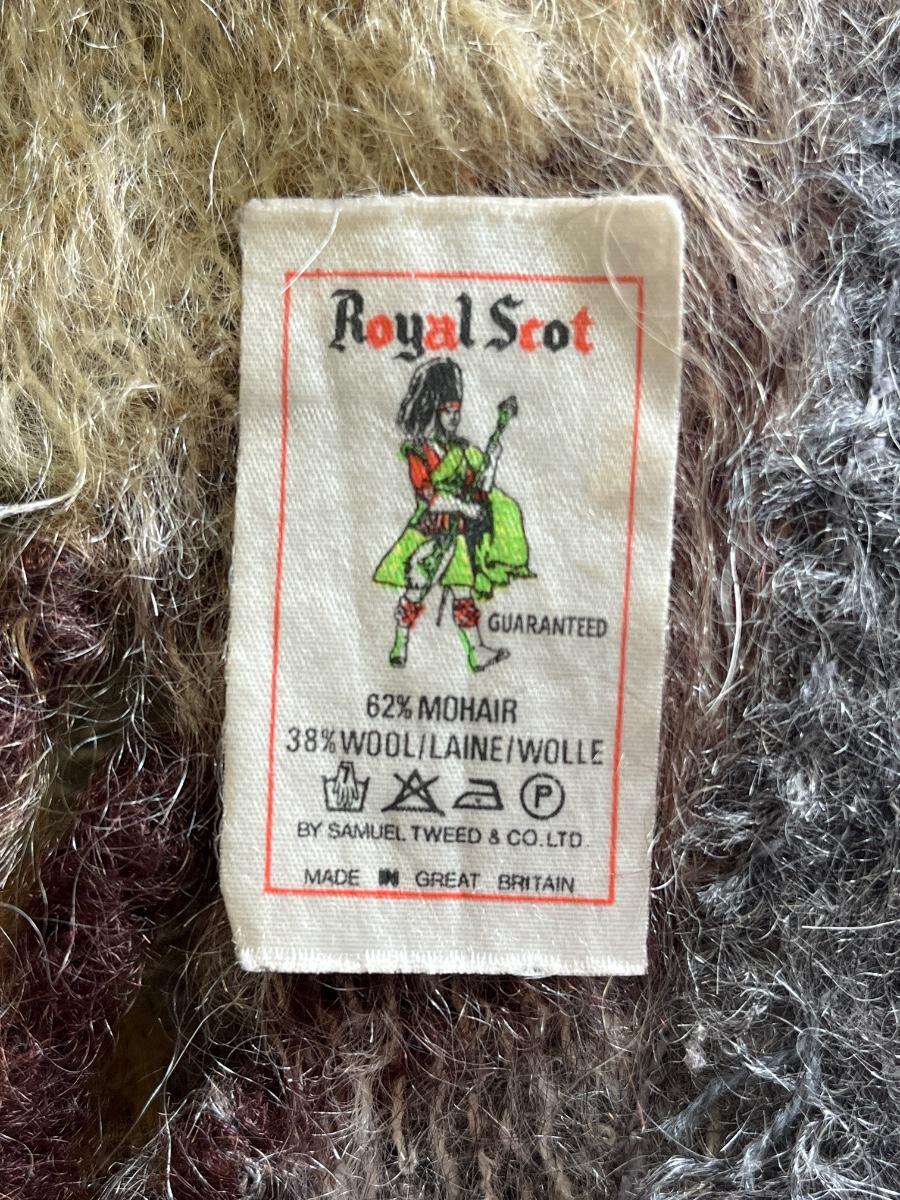 Royal Scot
GUARANTEED
62% MOHAIR
38% WOOL/LAINE/WOLLE
P
BY SAMUEL TWEED & CO. LTD.
MADE IN GREAT BRITAIN